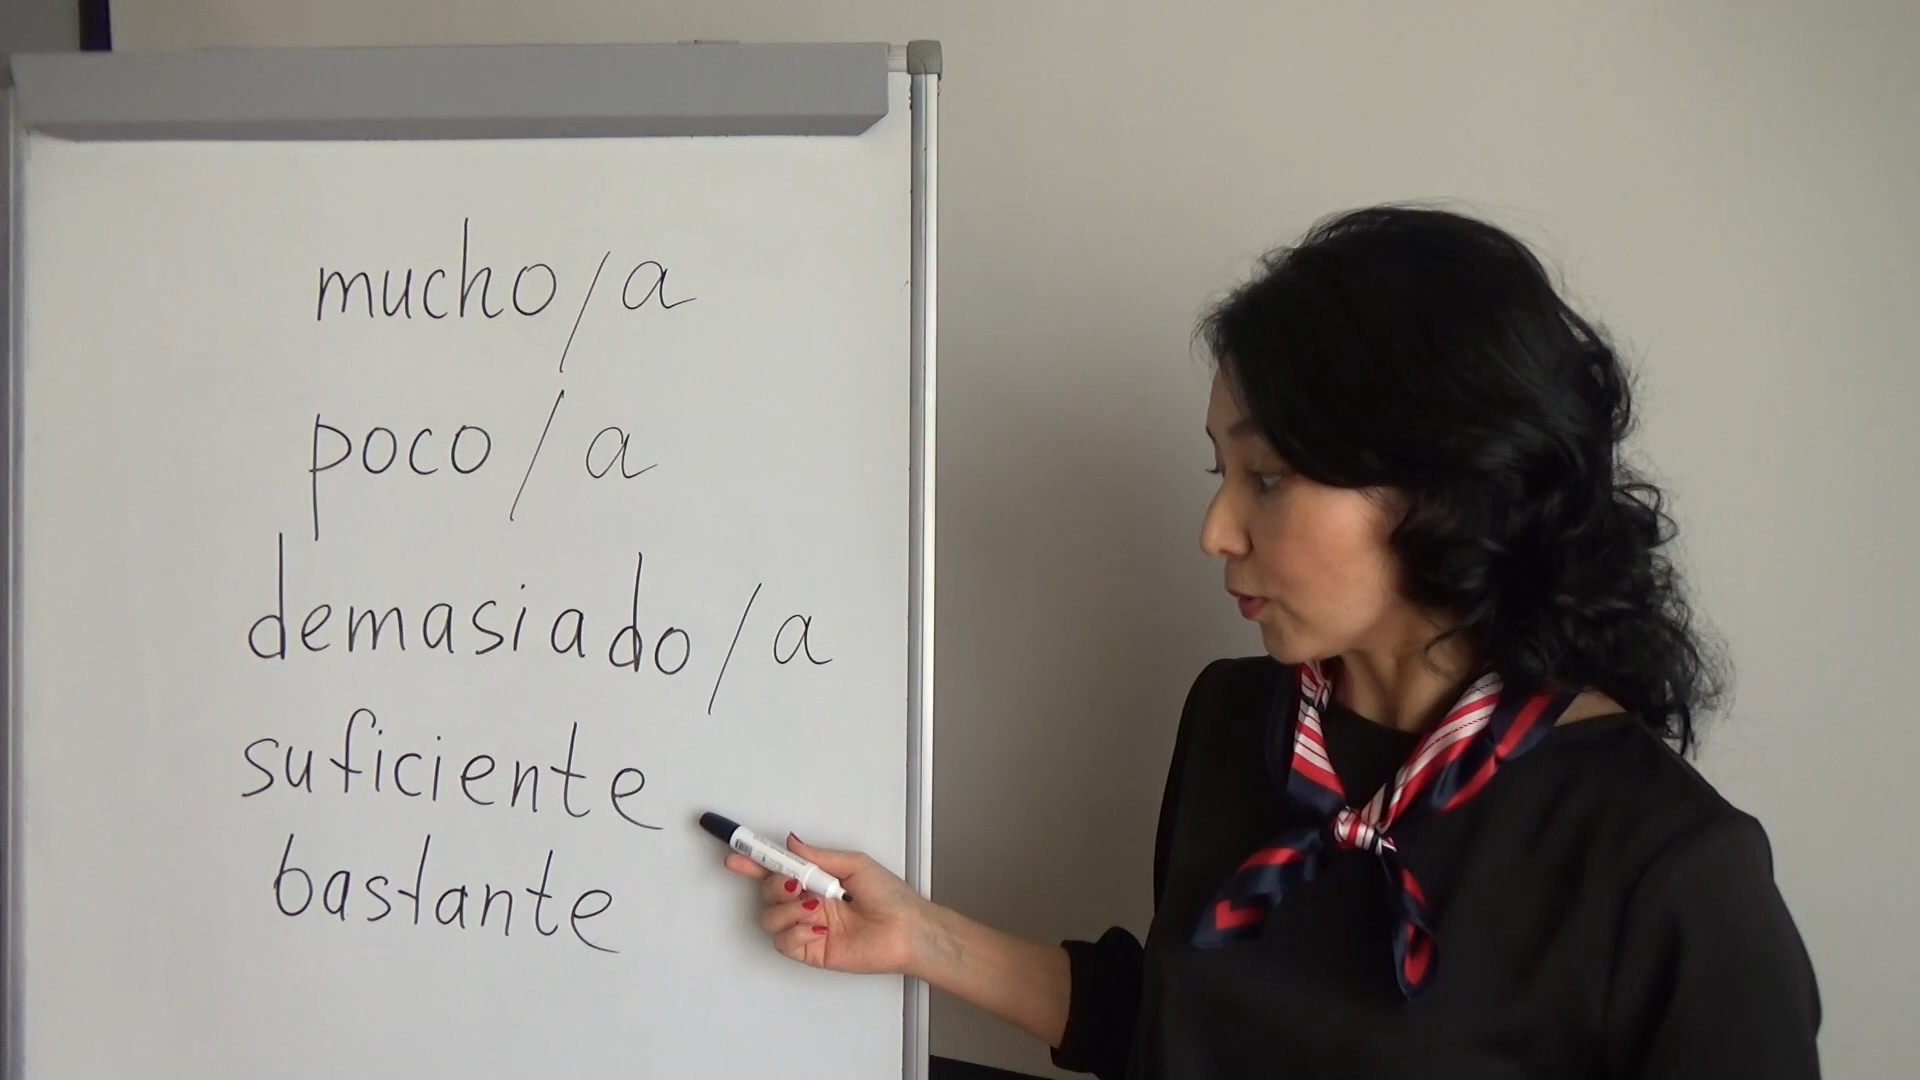 mucho/a
poco/a
demasiado/a
suficiente
bastante